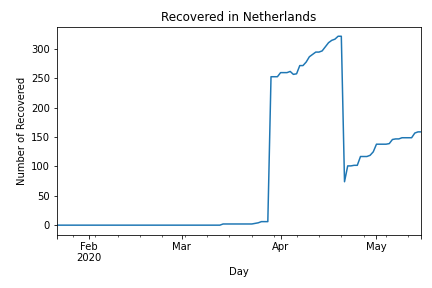 Recovered in Netherlands
Number of Recovered
300
250
200
150
100
50
0
Feb
2020
Mar
Apr
May
Day